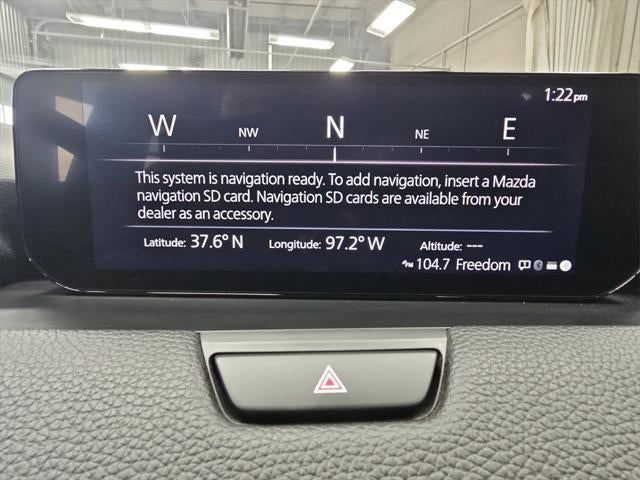 1:22pm
W NW N NE E
This system is navigation ready. To add navigation, insert a Mazda
navigation SD card. Navigation SD cards are available from your
dealer as an accessory.
Latitude: 37.6° N Longitude: 97.2° W Altitude: ---
FM 104.7 Freedom